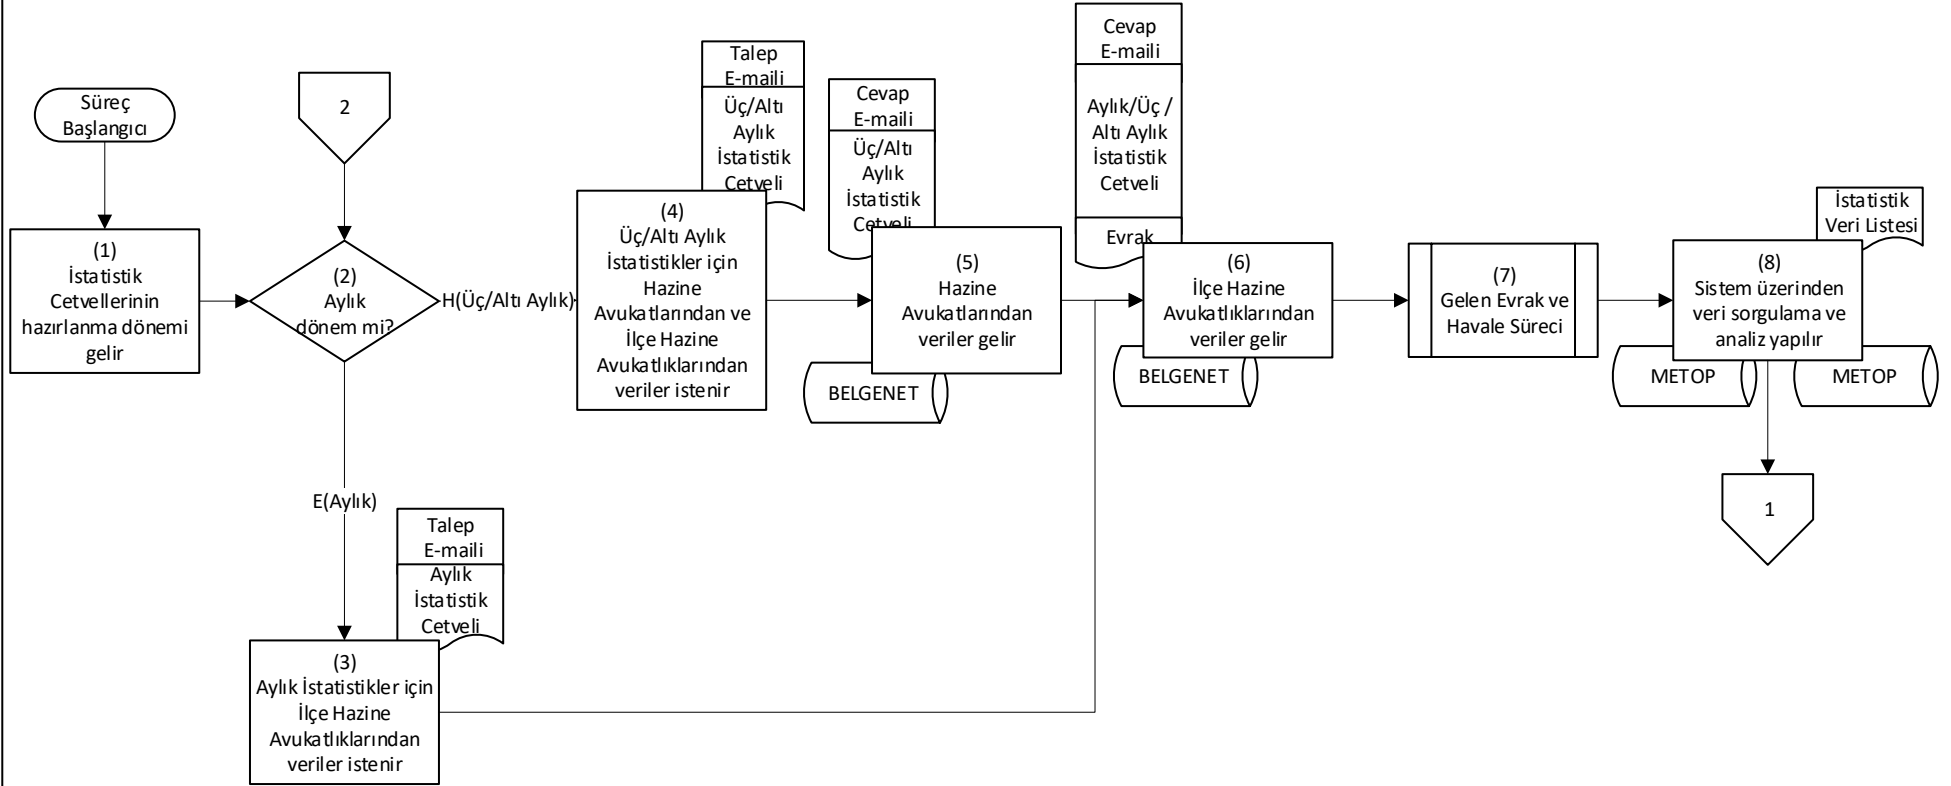 Süreç
Başlangıcı
(1)
İstatistik
Cetvellerinin
hazırlanma dönemi
gelir
2
(2)
Aylık
dönem mi?
H(Üç/Altı Aylık)
E(Aylık)
Talep
E-maili
Aylık
İstatistik
Cetveli
(3)
Aylık İstatistikler için
İlçe Hazine
Avukatlıklarından
veriler istenir
Talep
E-maili
Üç/Altı
Aylık
İstatistik
Cetveli
(4)
Üç/Altı Aylık
İstatistikler için
Hazine
Avukatlarından ve
İlçe Hazine
Avukatlıklarından
veriler istenir
Cevap
E-maili
Üç/Altı
Aylık
İstatistik
Cetveli
(5)
Hazine
Avukatlarından
veriler gelir
BELGENET
Cevap
E-maili
Aylık/Üç /
Altı Aylık
İstatistik
Cetveli
Evrak
(6)
İlçe Hazine
Avukatlıklarından
veriler gelir
BELGENET
(7)
Gelen Evrak ve
Havale Süreci
İstatistik
Veri Listesi
(8)
Sistem üzerinden
veri sorgulama ve
analiz yapılır
METOP
METOP
1